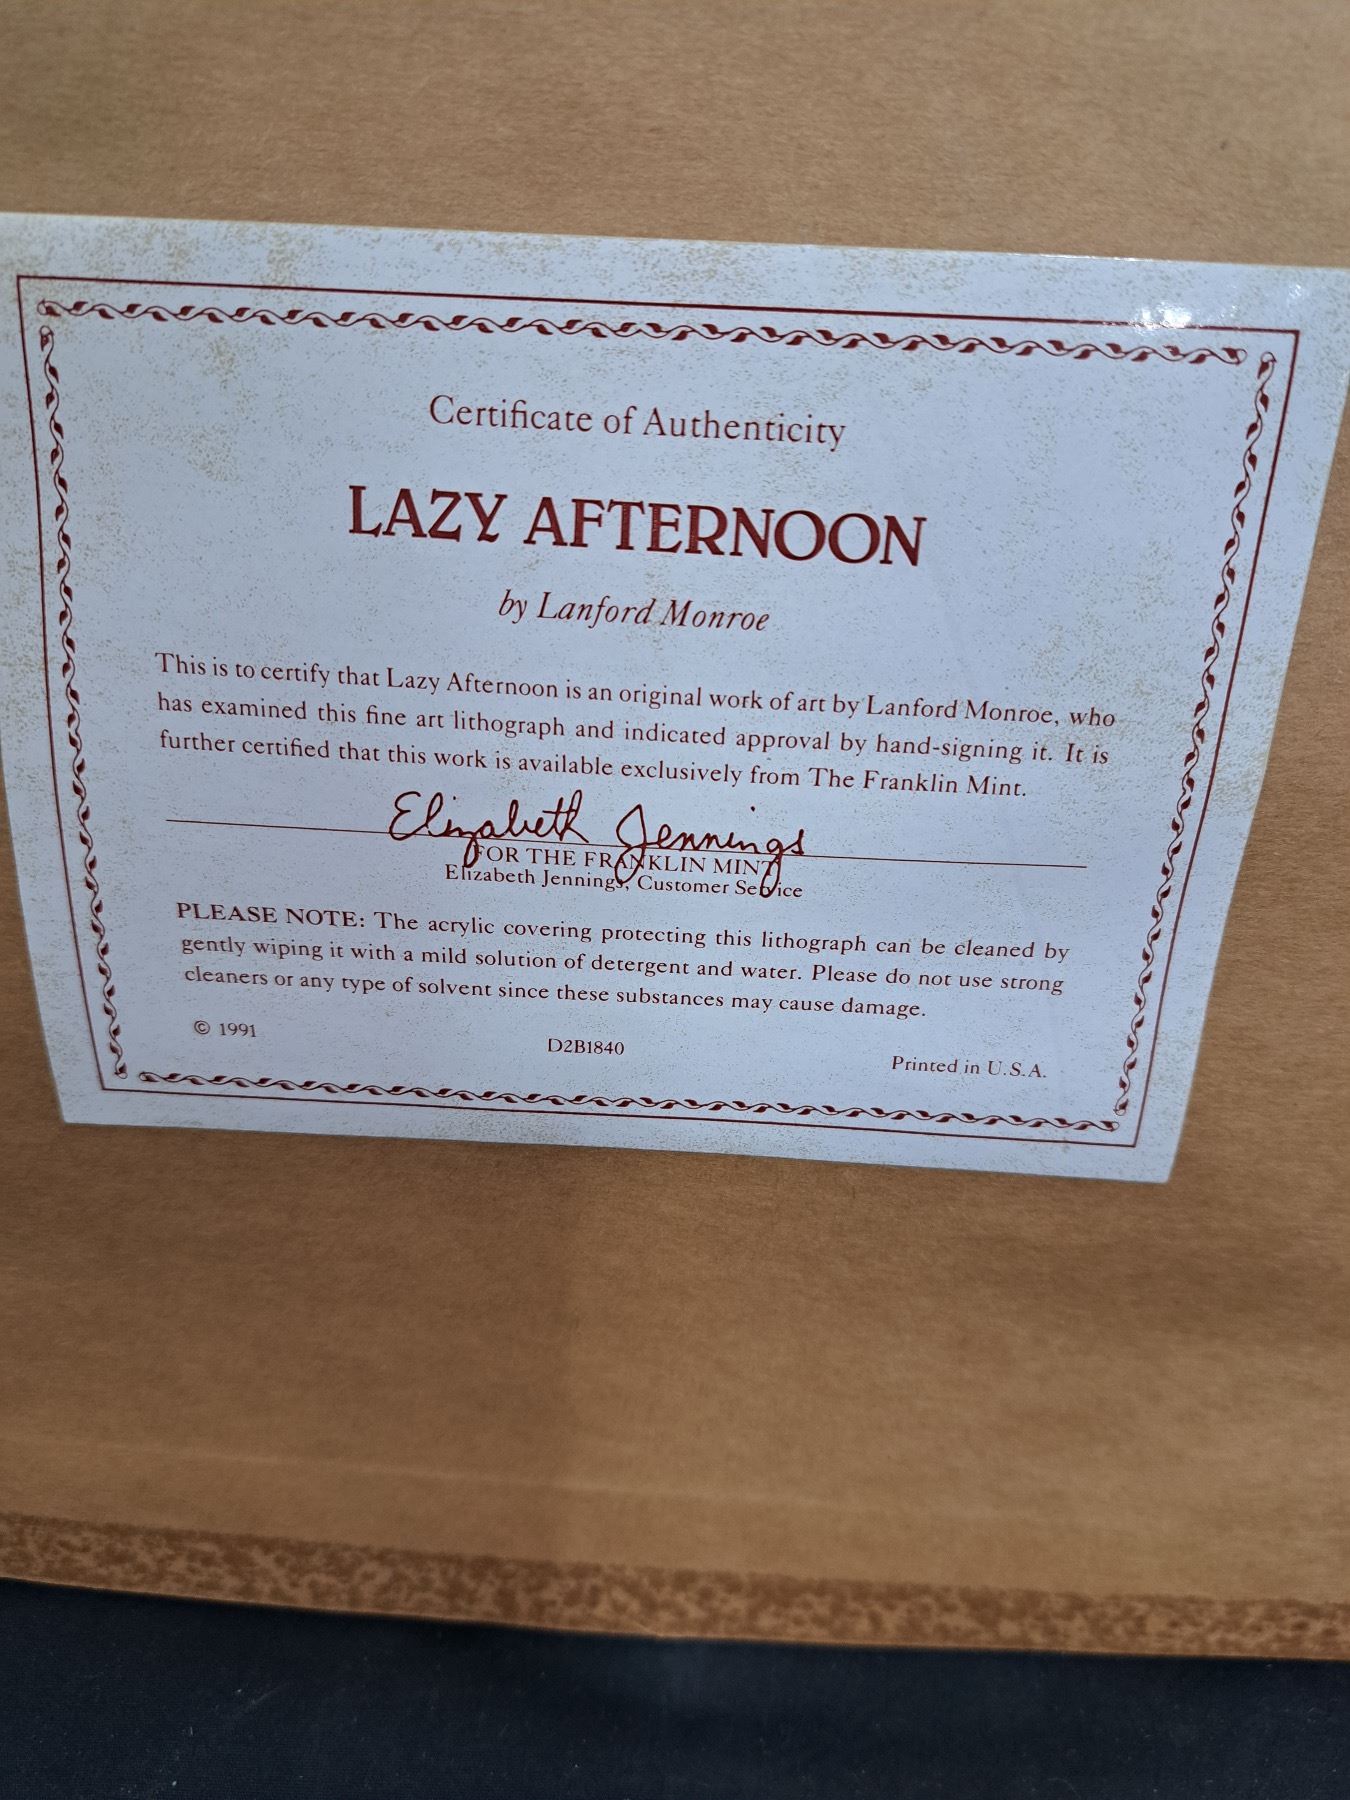 Certificate of Authenticity
LAZY AFTERNOON
by Lanford Monroe
This is to certify that Lazy Afternoon is an original work of art by Lanford Monroe, who
has examined this fine art lithograph and indicated approval by hand-signing it. It is
further certified that this work is available exclusively from The Franklin Mint.
Elizabeth Jennings
FOR THE FRANKLIN MINT
Elizabeth Jennings, Customer Service
PLEASE NOTE: The acrylic covering protecting this lithograph can be cleaned by
gently wiping it with a mild solution of detergent and water. Please do not use strong
cleaners or any type of solvent since these substances may cause damage.
© 1991
D2B1840
Printed in U.S.A.